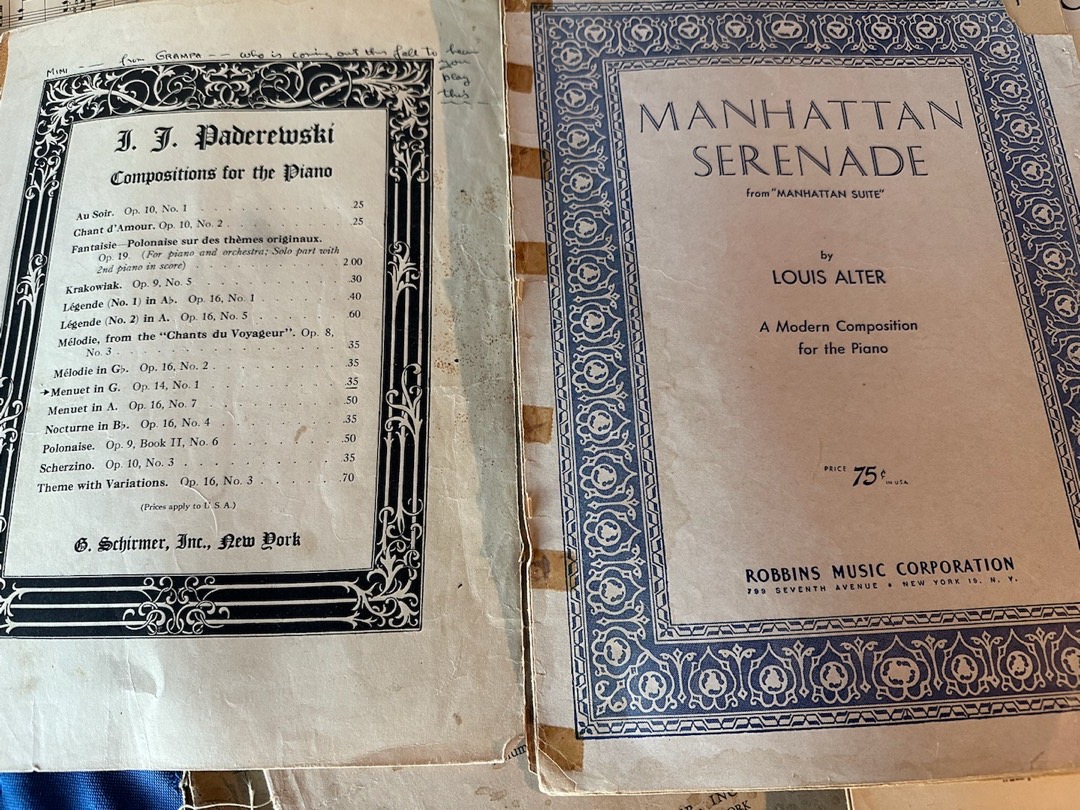 MIMI -- from GRAMPA -- who is coming out this fall to hear
you
play
this
I. J. Paderewski
Compositions for the Piano
Au Soir. Op. 10, No. 1 . . . . . . . . . . . . .25
Chant d'Amour. Op. 10, No. 2 . . . . . . . . . . .25
Fantaisie—Polonaise sur des thèmes originaux.
Op. 19 (For piano and orchestra; Solo part with
2nd piano in score) . . . . . . . . . . . . 2 00
Krakowiak. Op. 9, No. 5 . . . . . . . . . . . .30
Légende (No. 1) in A♭. Op. 16, No. 1 . . . . . . . .40
Légende (No. 2) in A. Op. 16, No. 5 . . . . . . . .60
Mélodie, from the "Chants du Voyageur". Op. 8,
No. 3 . . . . . . . . . . . . . . . . .35
Mélodie in G♭. Op. 16, No. 2 . . . . . . . . . . .35
→Menuet in G. Op. 14, No. 1 . . . . . . . . . . .35
Menuet in A. Op. 16, No. 7 . . . . . . . . . . .50
Nocturne in B♭. Op. 16, No. 4 . . . . . . . . . .35
Polonaise. Op. 9, Book II, No. 6 . . . . . . . . .50
Scherzino. Op. 10, No. 3 . . . . . . . . . . . .35
Theme with Variations. Op. 16, No. 3 . . . . . . . .70
(Prices apply to U. S. A.)
G. Schirmer, Inc., New York
MANHATTAN
SERENADE
from "MANHATTAN SUITE"
by
LOUIS ALTER
A Modern Composition
for the Piano
PRICE 75¢ IN U.S.A.
ROBBINS MUSIC CORPORATION
799 SEVENTH AVENUE • NEW YORK 19, N. Y.